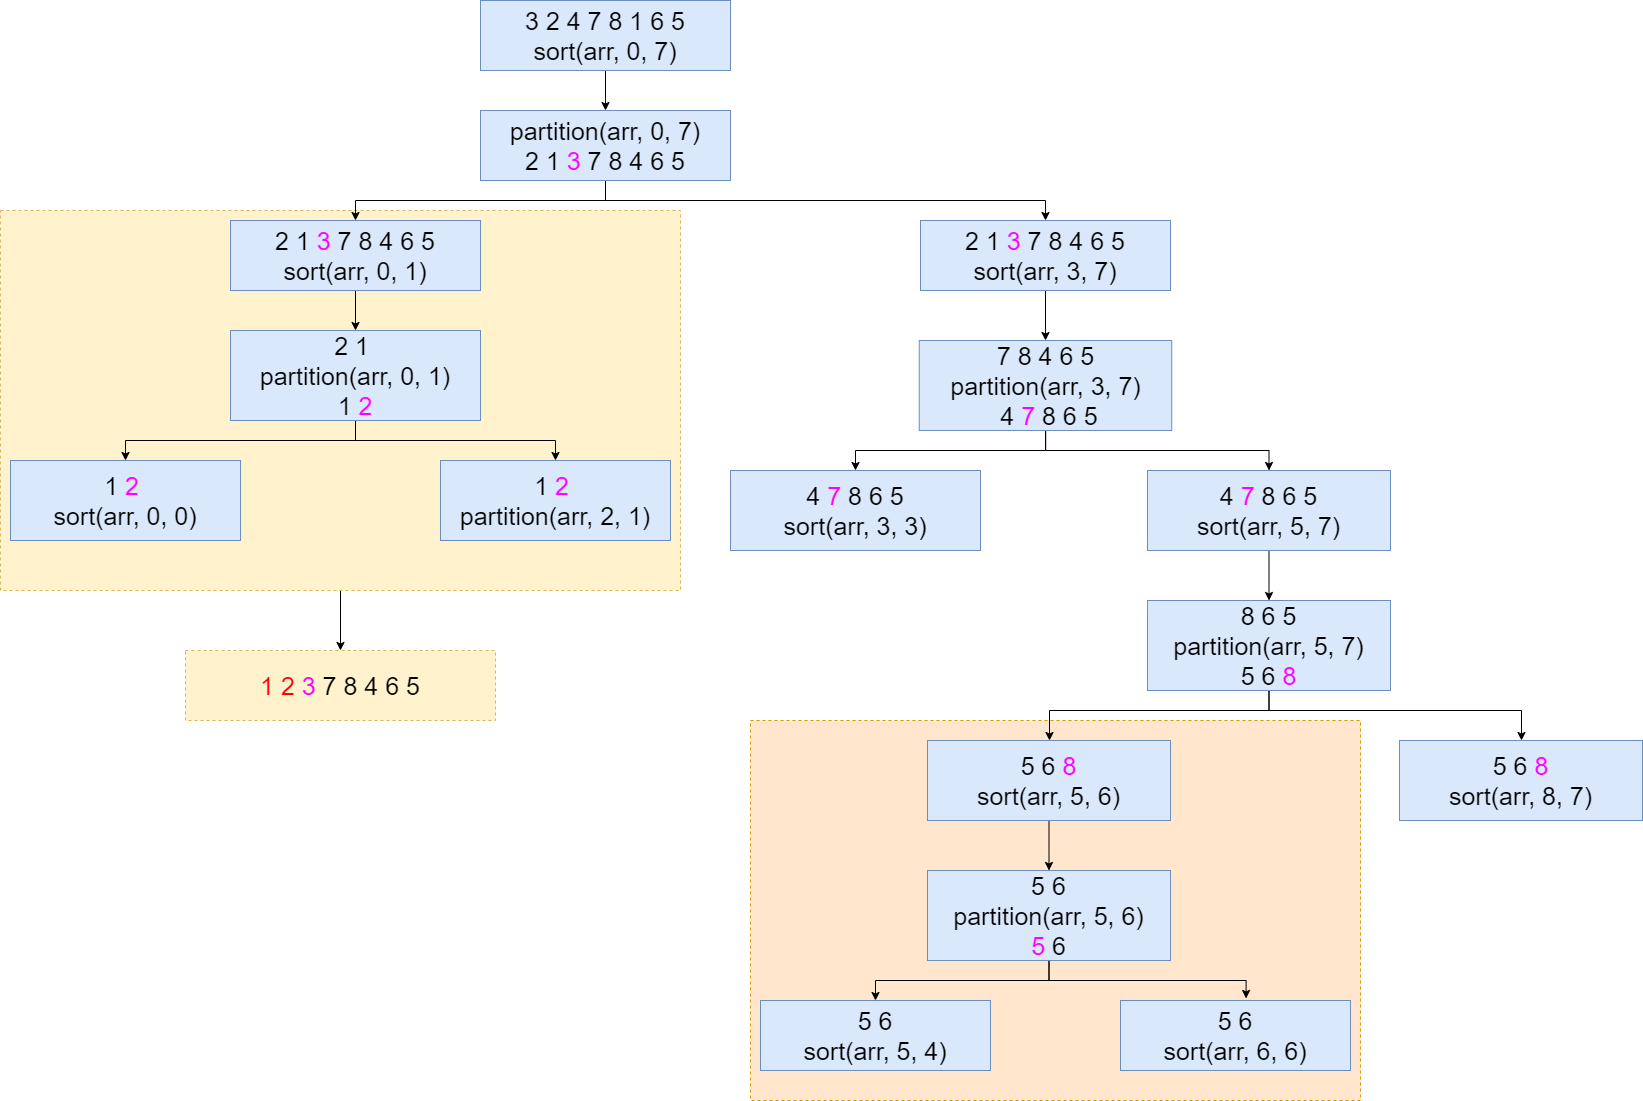 3 2 4 7 8 1 6 5
sort(arr, 0, 7)
partition(arr, 0, 7)
2 1 3 7 8 4 6 5
2 1 3 7 8 4 6 5
sort(arr, 0, 1)
2 1
partition(arr, 0, 1)
1 2
1 2
sort(arr, 0, 0)
1 2
partition(arr, 2, 1)
1 2 3 7 8 4 6 5
2 1 3 7 8 4 6 5
sort(arr, 3, 7)
7 8 4 6 5
partition(arr, 3, 7)
4 7 8 6 5
4 7 8 6 5
sort(arr, 3, 3)
4 7 8 6 5
sort(arr, 5, 7)
8 6 5
partition(arr, 5, 7)
5 6 8
5 6 8
sort(arr, 5, 6)
5 6
partition(arr, 5, 6)
5 6
5 6
sort(arr, 5, 4)
5 6
sort(arr, 6, 6)
5 6 8
sort(arr, 8, 7)